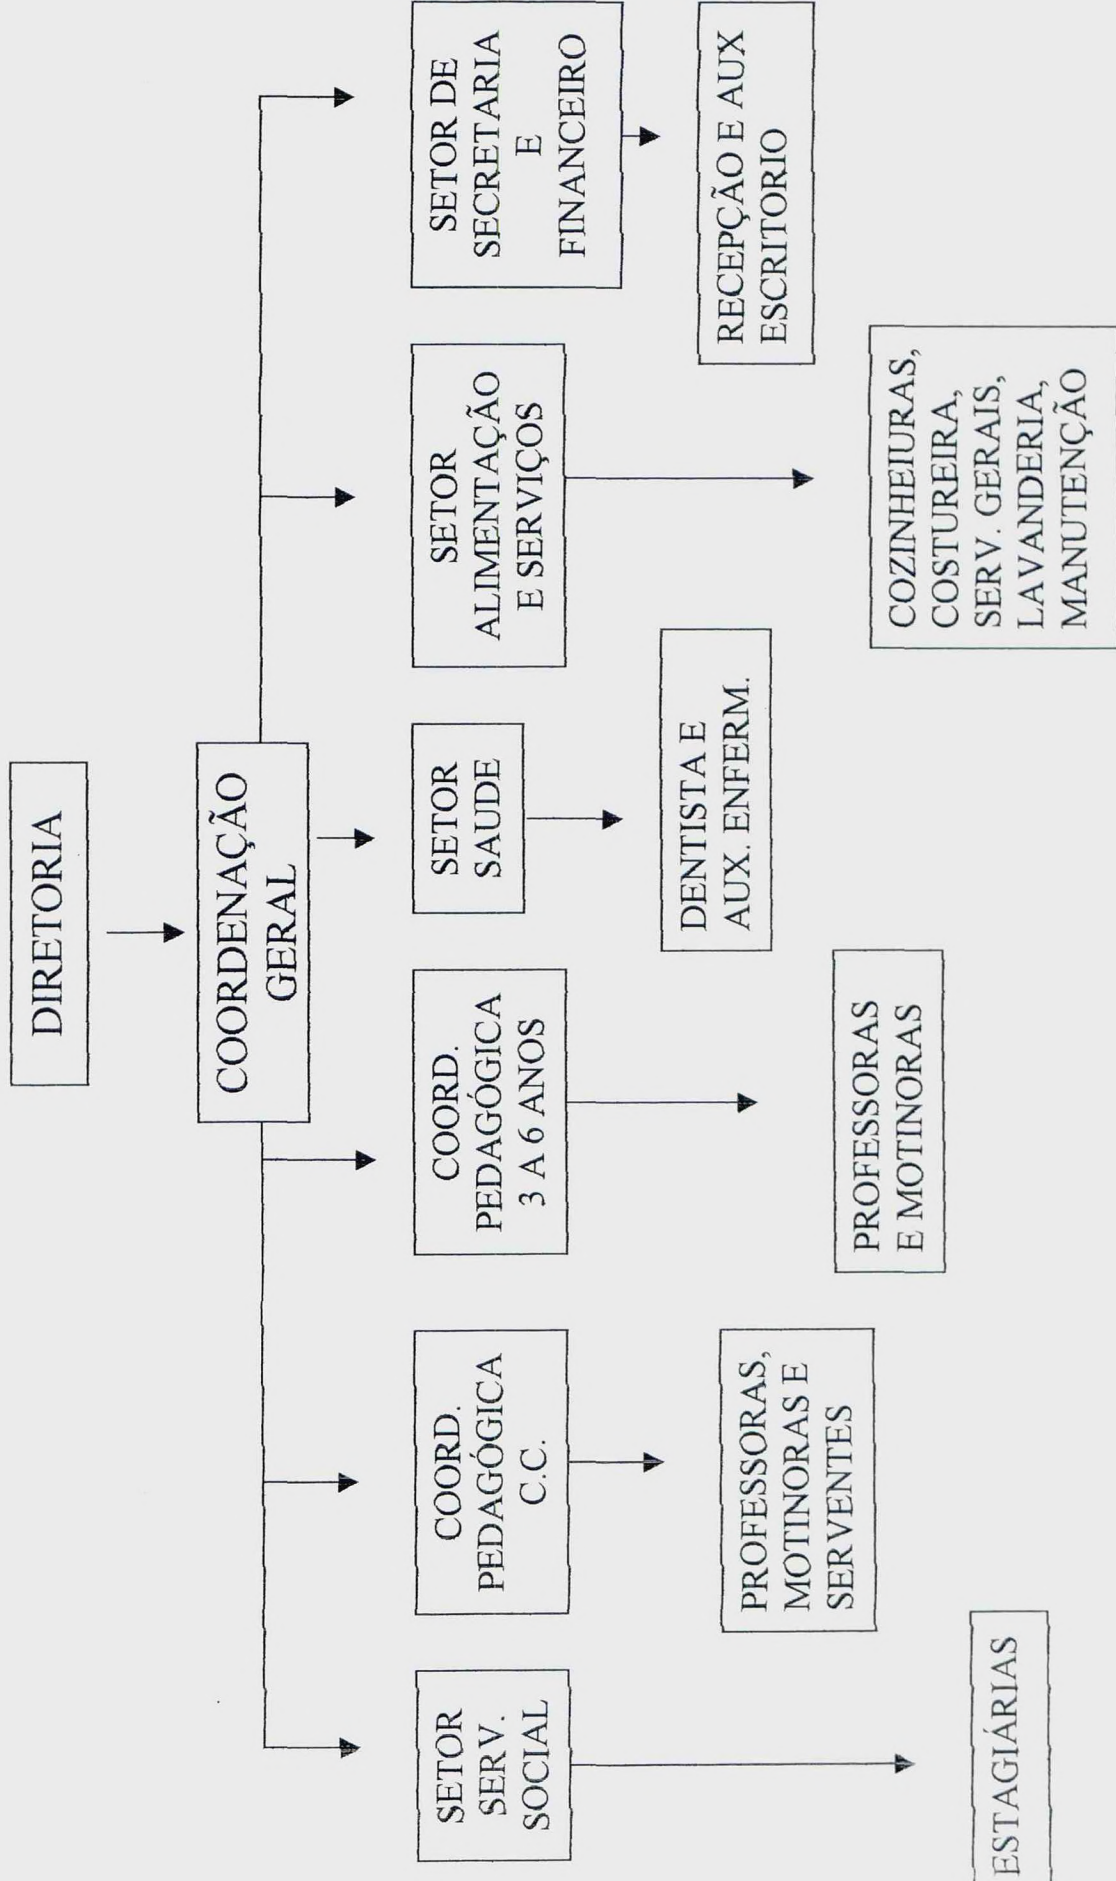 DIRETORIA
COORDENAÇÃO
GERAL
SETOR
SERV.
SOCIAL
COORD.
PEDAGÓGICA
C.C.
COORD.
PEDAGÓGICA
3 A 6 ANOS
SETOR
SAUDE
SETOR
ALIMENTAÇÃO
E SERVIÇOS
SETOR DE
SECRETARIA
E
FINANCEIRO
ESTAGIÁRIAS
PROFESSORAS,
MOTINORAS E
SERVENTES
PROFESSORAS
E MOTINORAS
DENTISTA E
AUX. ENFERM.
COZINHEIURAS,
COSTUREIRA,
SERV. GERAIS,
LAVANDERIA,
MANUTENÇÃO
RECEPÇÃO E AUX
ESCRITORIO